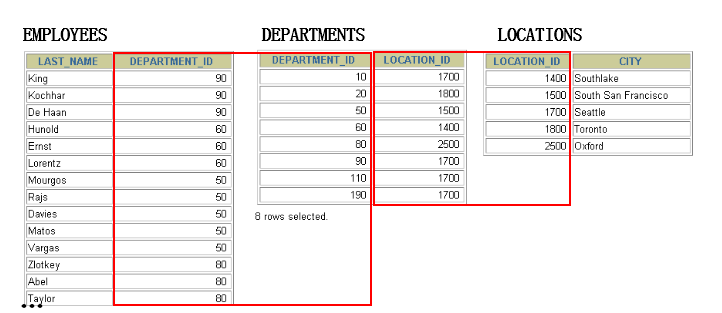 EMPLOYEES DEPARTMENTS LOCATIONS
LAST_NAME DEPARTMENT_ID DEPARTMENT_ID LOCATION_ID LOCATION_ID CITY
King 90 10 1700 1400 Southlake
Kochhar 90 20 1800 1500 South San Francisco
De Haan 90 50 1500 1700 Seattle
Hunold 60 60 1400 1800 Toronto
Ernst 60 80 2500 2500 Oxford
Lorentz 60 90 1700
Mourgos 50 110 1700
Rajs 50 190 1700
Davies 50 8 rows selected.
Matos 50
Vargas 50
Zlotkey 80
Abel 80
Taylor 80
...